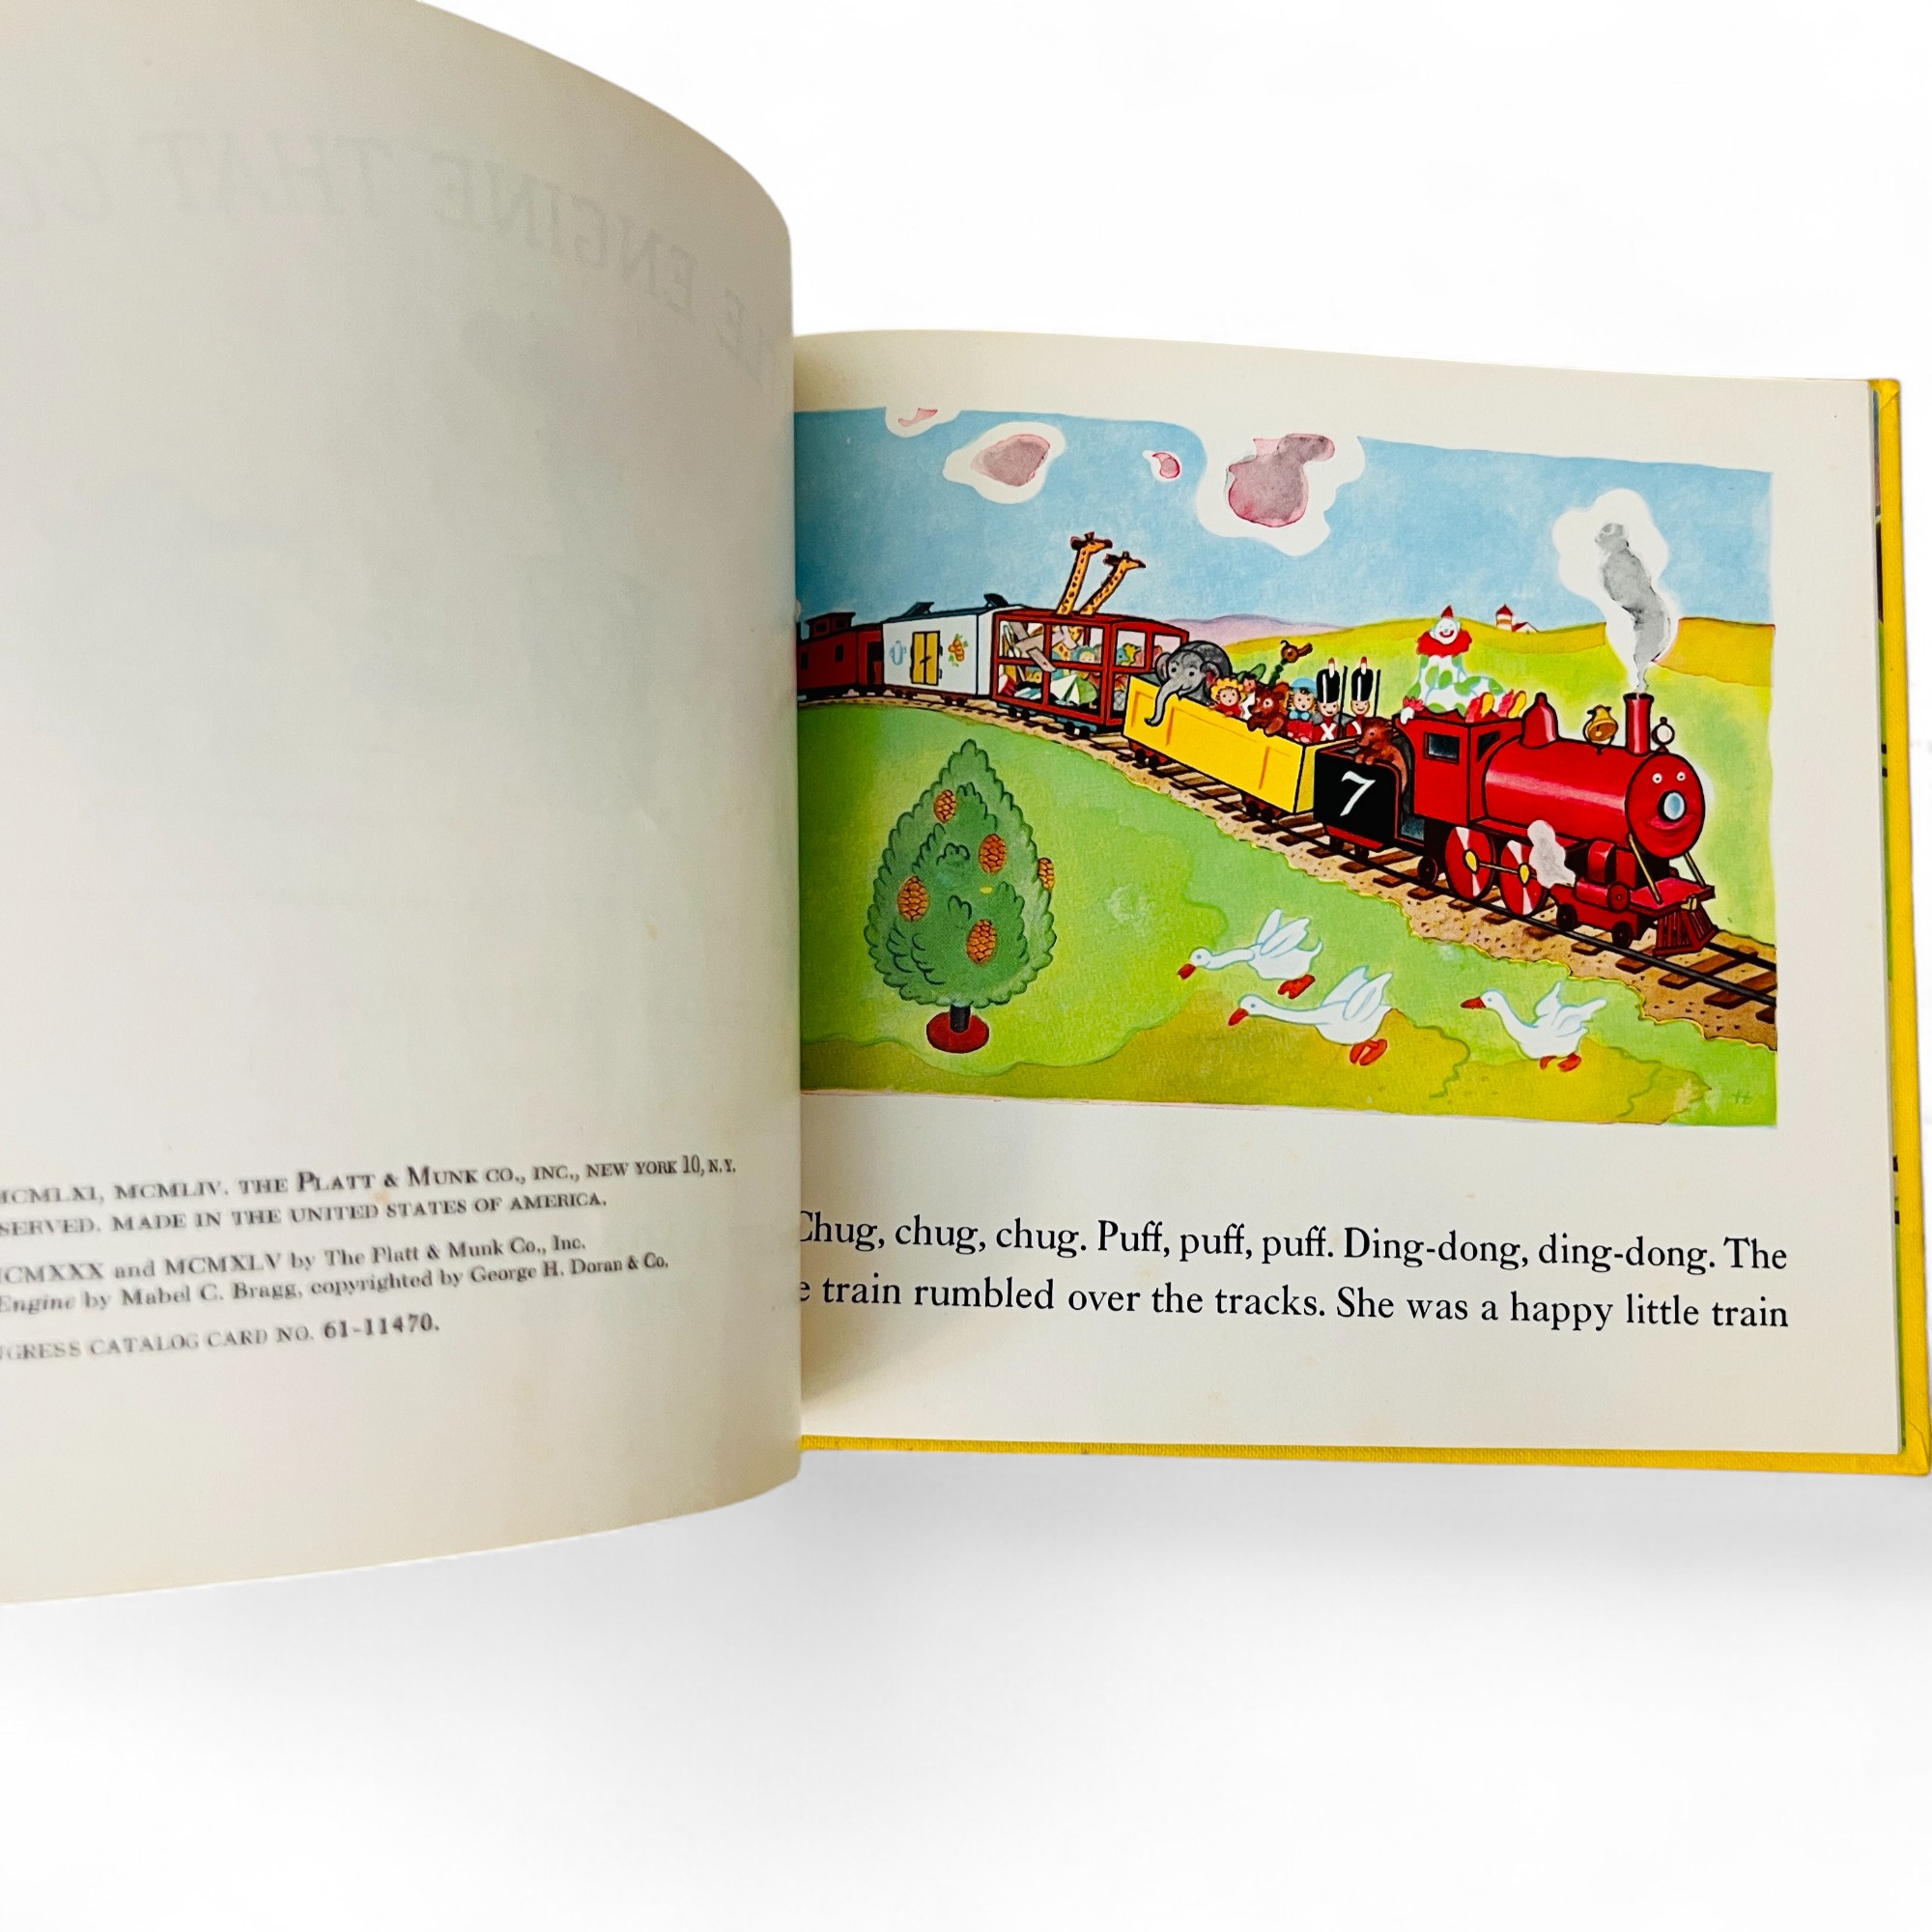 ENGINE THAT
MCMLXI, MCMLIV. THE PLATT & MUNK CO., INC., NEW YORK 10, N.Y.
SERVED. MADE IN THE UNITED STATES OF AMERICA.
CMXXX and MCMXLV by The Platt & Munk Co., Inc.
Engine by Mabel C. Bragg, copyrighted by George H. Doran & Co.
GRESS CATALOG CARD NO. 61-11470.
7
Chug, chug, chug. Puff, puff, puff. Ding-dong, ding-dong. The
e train rumbled over the tracks. She was a happy little train